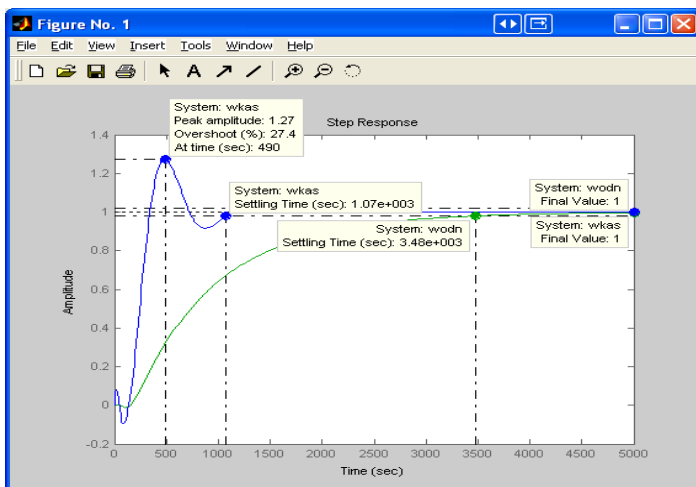 Figure No. 1
File Edit View Insert Tools Window Help
A
Step Response
System: wkas
Peak amplitude: 1.27
Overshoot (%): 27.4
At time (sec): 490
System: wkas
Settling Time (sec): 1.07e+003
System: wodn
Settling Time (sec): 3.48e+003
System: wodn
Final Value: 1
System: wkas
Final Value: 1
Amplitude
1.4
1.2
1
0.8
0.6
0.4
0.2
0
-0.2
0 500 1000 1500 2000 2500 3000 3500 4000 4500 5000
Time (sec)